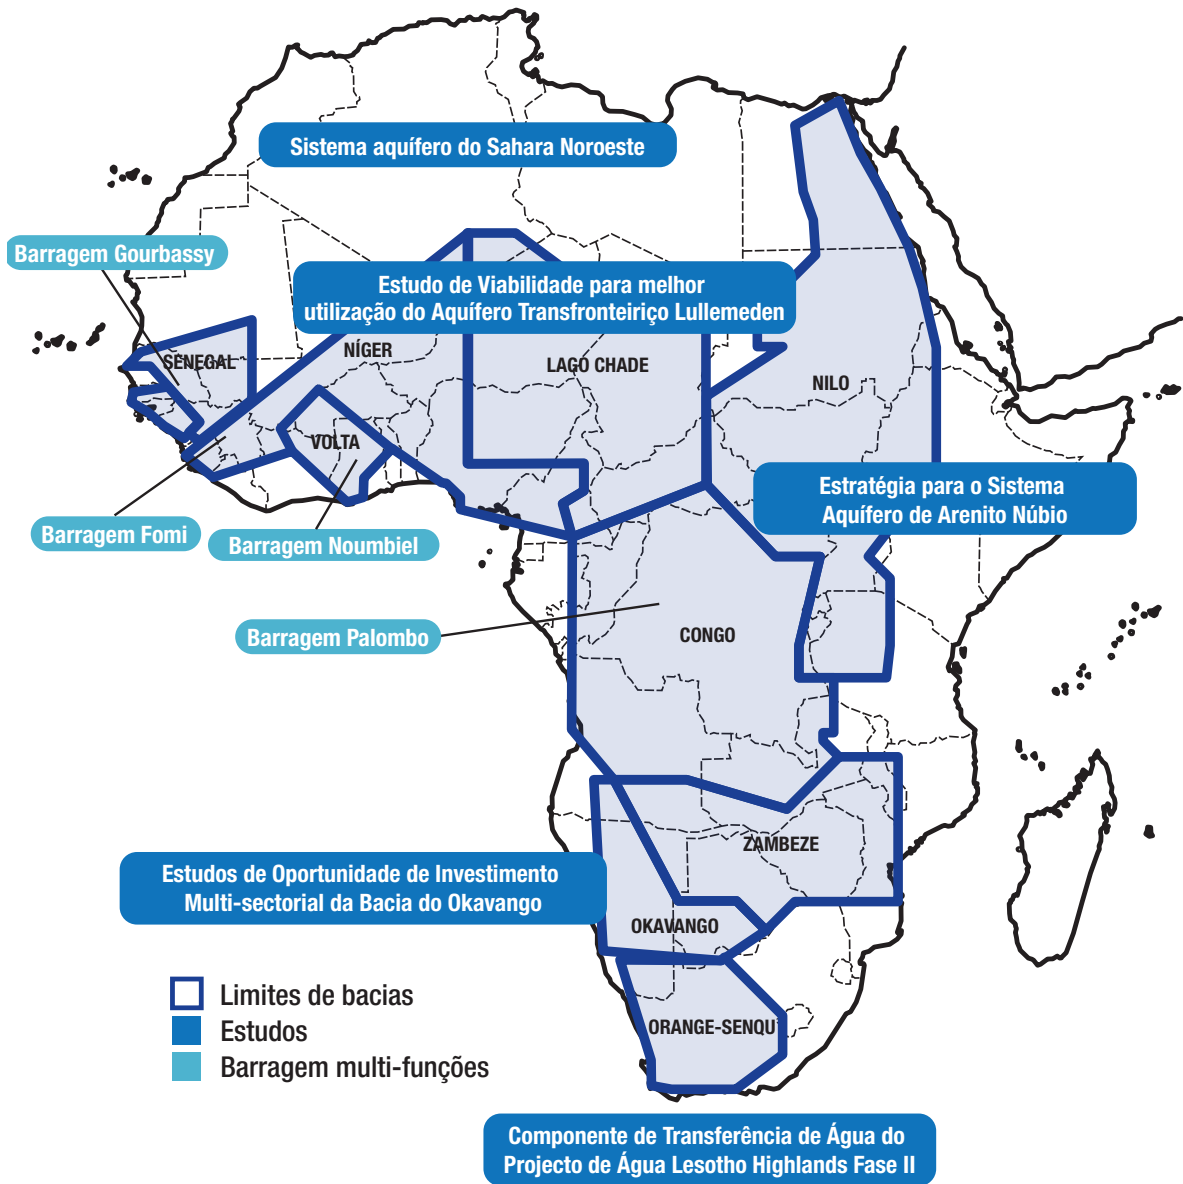 Sistema aquífero do Sahara Noroeste
Barragem Gourbassy
Estudo de Viabilidade para melhor
utilização do Aquífero Transfronteiriço Lullemeden
SENEGAL
NÍGER
LAGO CHADE
NILO
VOLTA
Estratégia para o Sistema
Aquífero de Arenito Núbio
Barragem Fomi
Barragem Noumbiel
Barragem Palombo
CONGO
ZAMBEZE
Estudos de Oportunidade de Investimento
Multi-sectorial da Bacia do Okavango
OKAVANGO
Limites de bacias
Estudos
Barragem multi-funções
ORANGE-SENQU
Componente de Transferência de Água do
Projecto de Água Lesotho Highlands Fase II